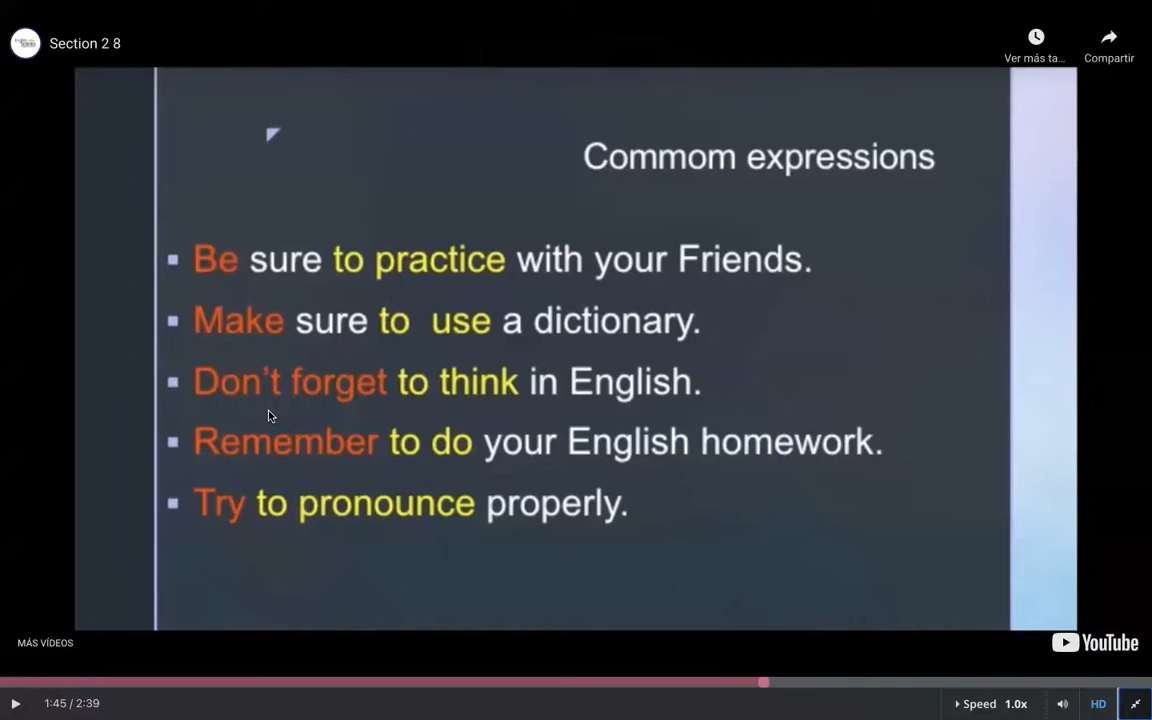 Section 2 8
Ver más ta...
Compartir
Commom expressions
Be sure to practice with your Friends.
Make sure to use a dictionary.
Don't forget to think in English.
Remember to do your English homework.
Try to pronounce properly.
MÁS VÍDEOS
YouTube
1:45 / 2:39
Speed 1.0x
HD